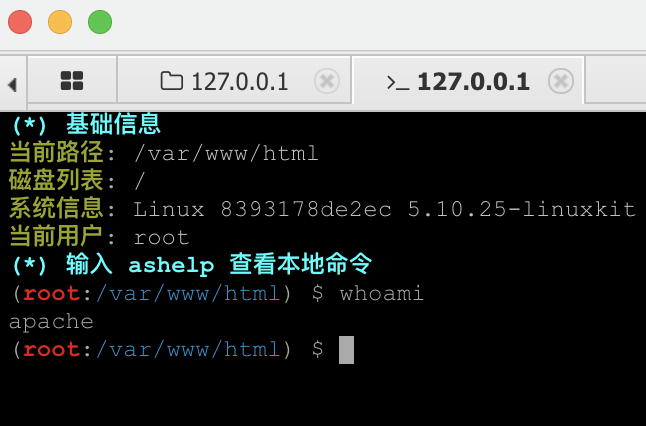 127.0.0.1
>_ 127.0.0.1
(*) 基础信息
当前路径: /var/www/html
磁盘列表: /
系统信息: Linux 8393178de2ec 5.10.25-linuxkit
当前用户: root
(*) 输入 ashelp 查看本地命令
(root:/var/www/html) $ whoami
apache
(root:/var/www/html) $